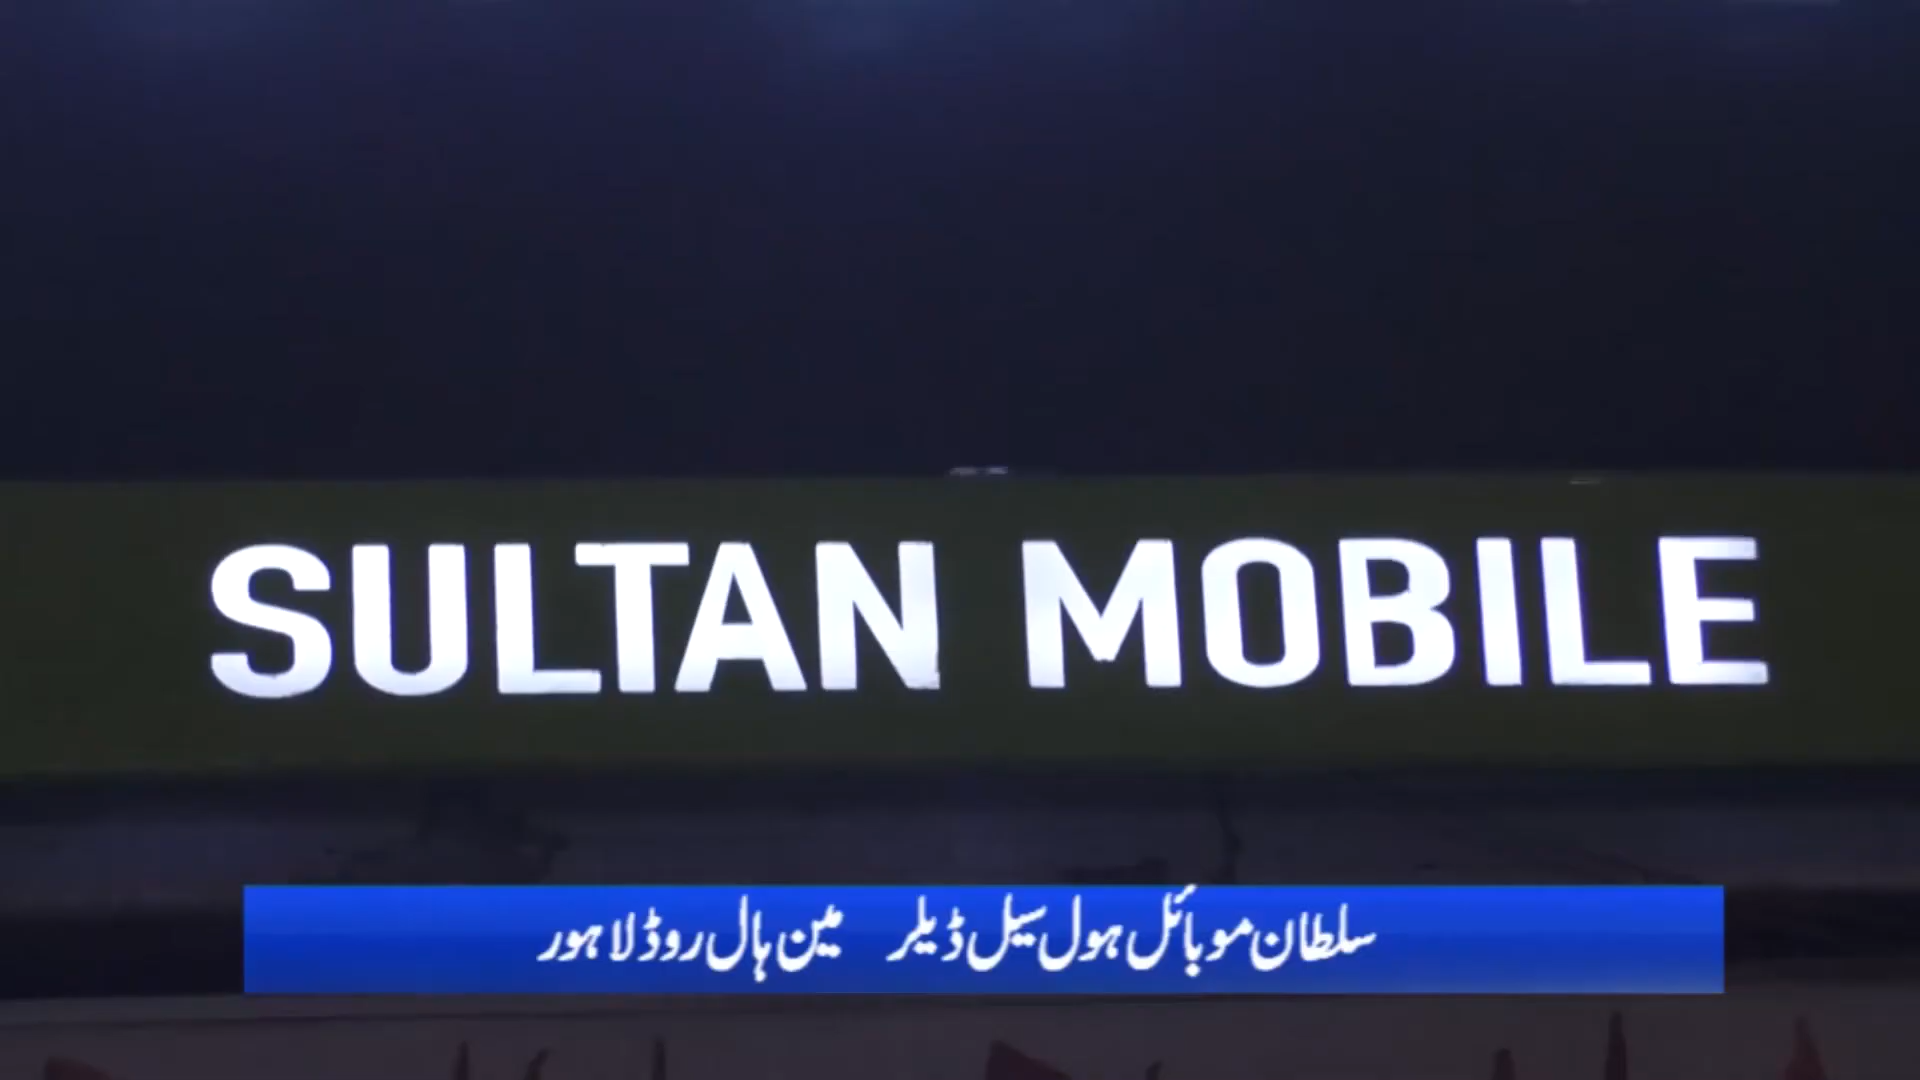 SULTAN MOBILE
سلطان موبائل ہول سیل ڈیلر مین ہال روڈ لاہور